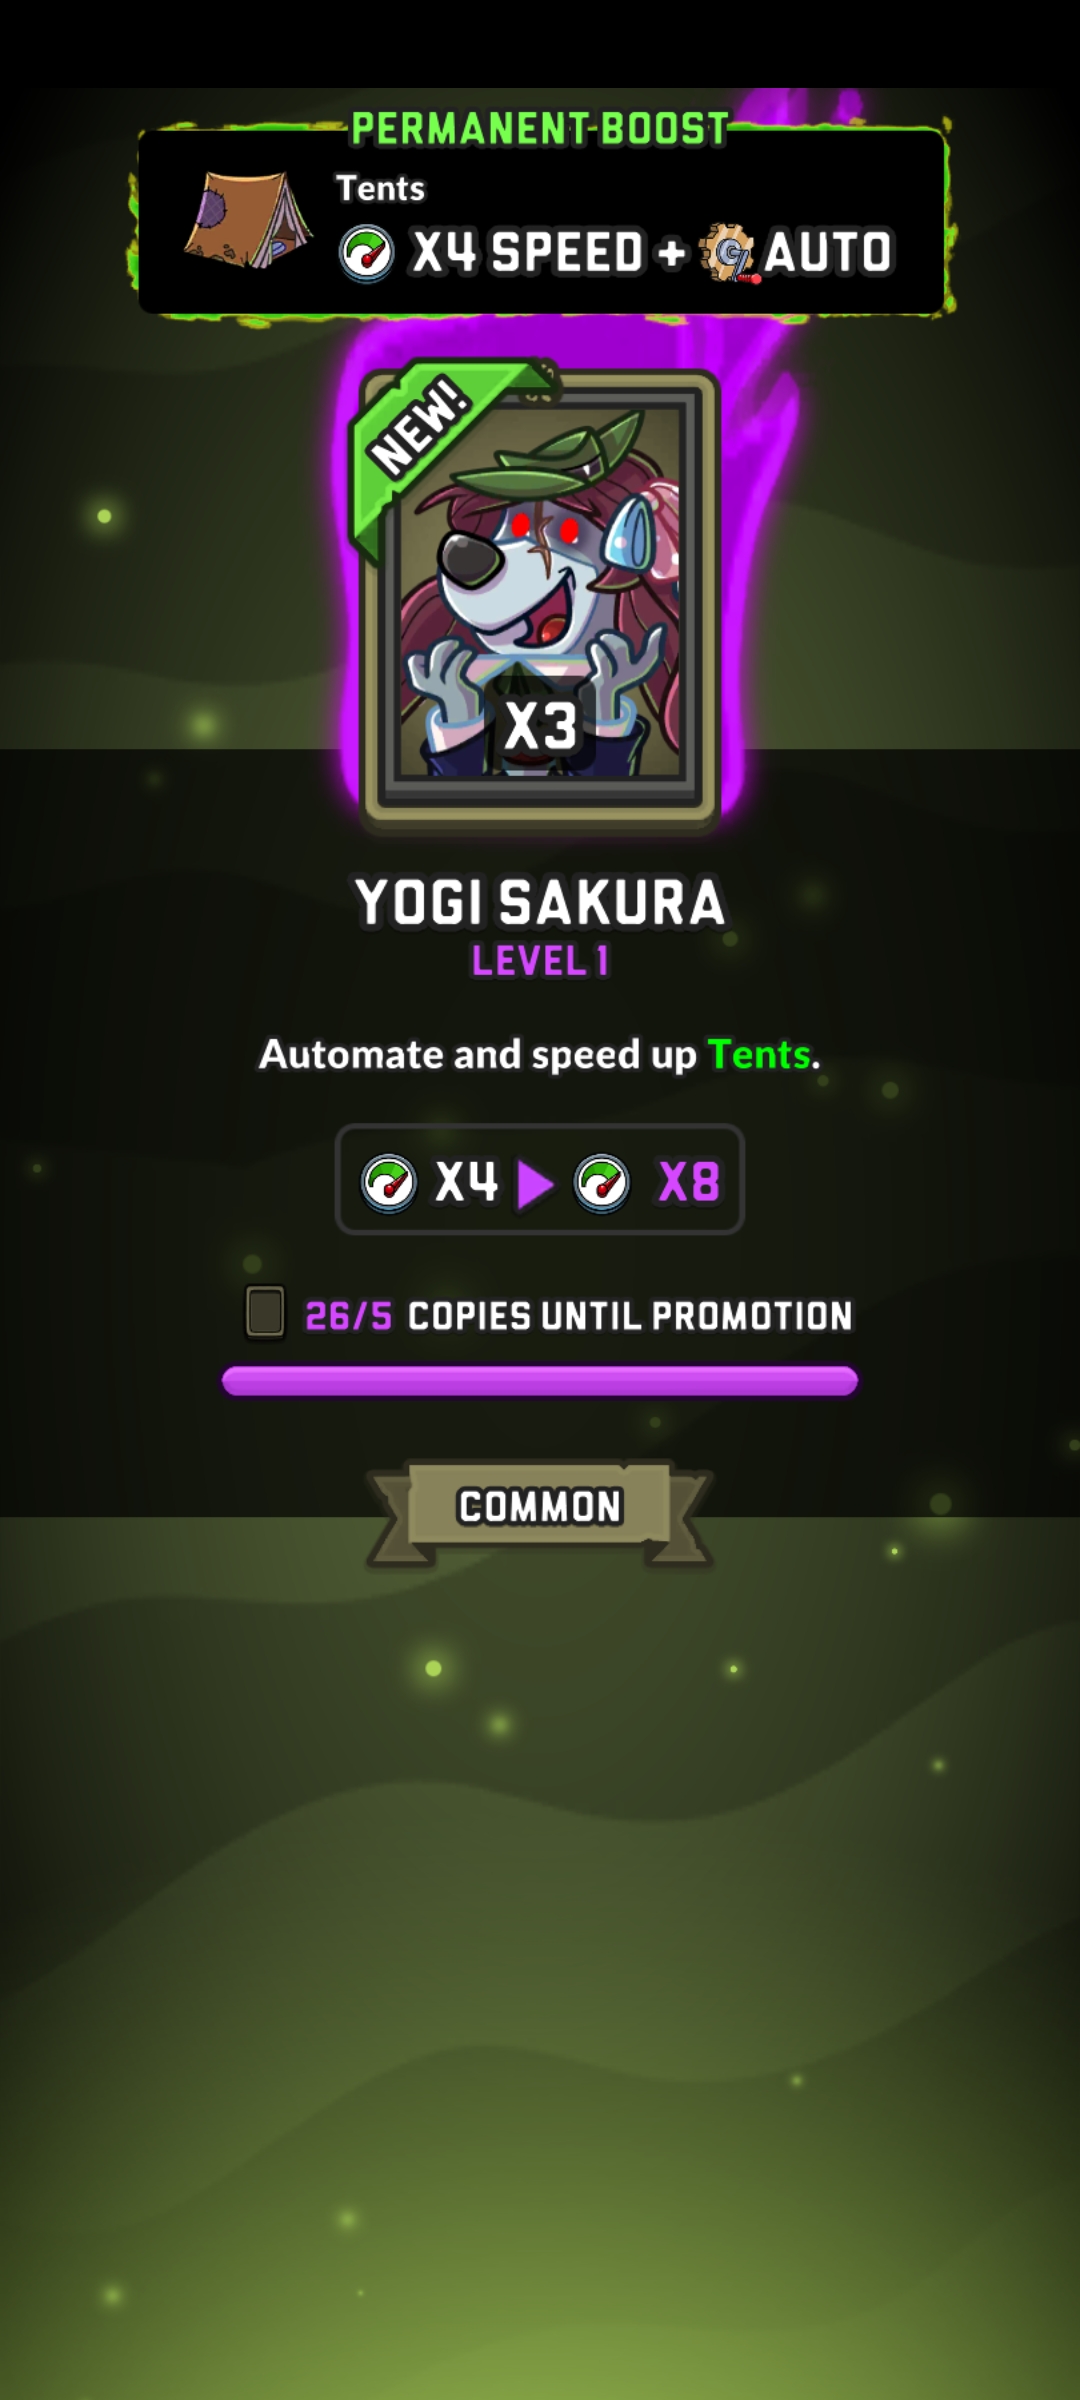 PERMANENT BOOST
Tents
X4 SPEED + AUTO
NEW!
X3
YOGI SAKURA
LEVEL 1
Automate and speed up Tents.
X4 X8
26/5 COPIES UNTIL PROMOTION
COMMON